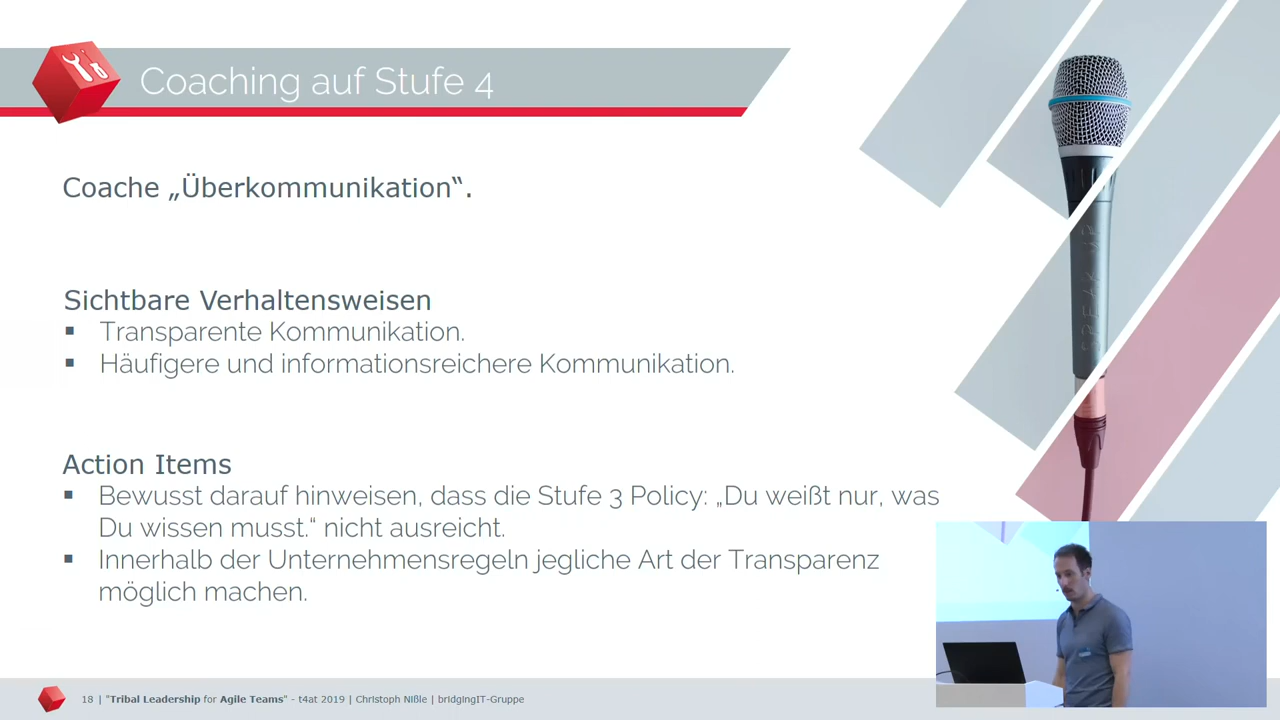 Coaching auf Stufe 4
Coache „Überkommunikation“.
Sichtbare Verhaltensweisen
▪ Transparente Kommunikation.
▪ Häufigere und informationsreichere Kommunikation.
Action Items
▪ Bewusst darauf hinweisen, dass die Stufe 3 Policy: „Du weißt nur, was
Du wissen musst.“ nicht ausreicht.
▪ Innerhalb der Unternehmensregeln jegliche Art der Transparenz
möglich machen.
SPEAK UP
18 | "Tribal Leadership for Agile Teams" - t4at 2019 | Christoph Nißle | bridgingIT-Gruppe